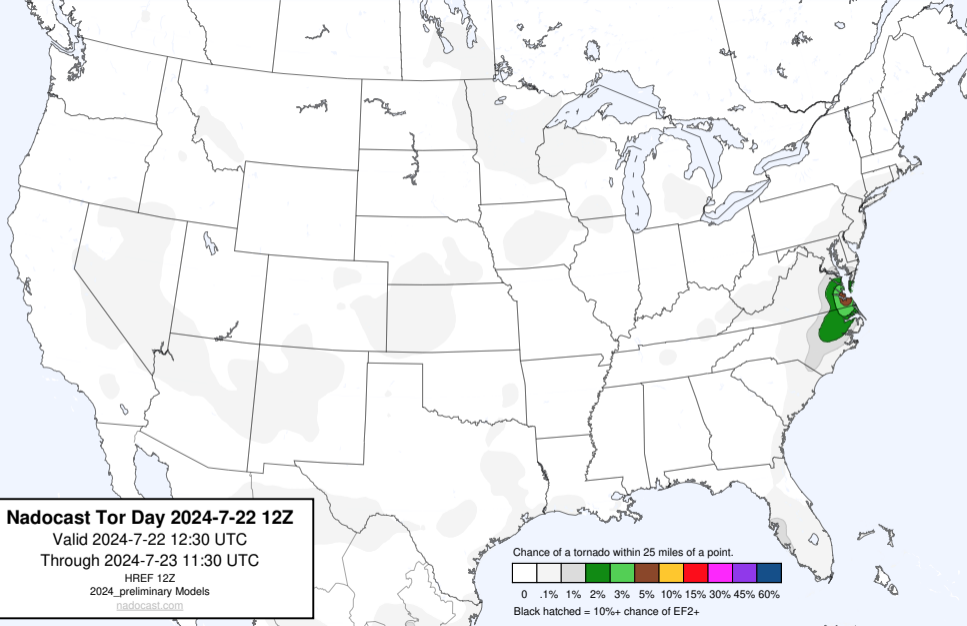 Nadocast Tor Day 2024-7-22 12Z
Valid 2024-7-22 12:30 UTC
Through 2024-7-23 11:30 UTC
HREF 12Z
2024_preliminary Models
nadocast.com
Chance of a tornado within 25 miles of a point.
0 .1% 1% 2% 3% 5% 10% 15% 30% 45% 60%
Black hatched = 10%+ chance of EF2+